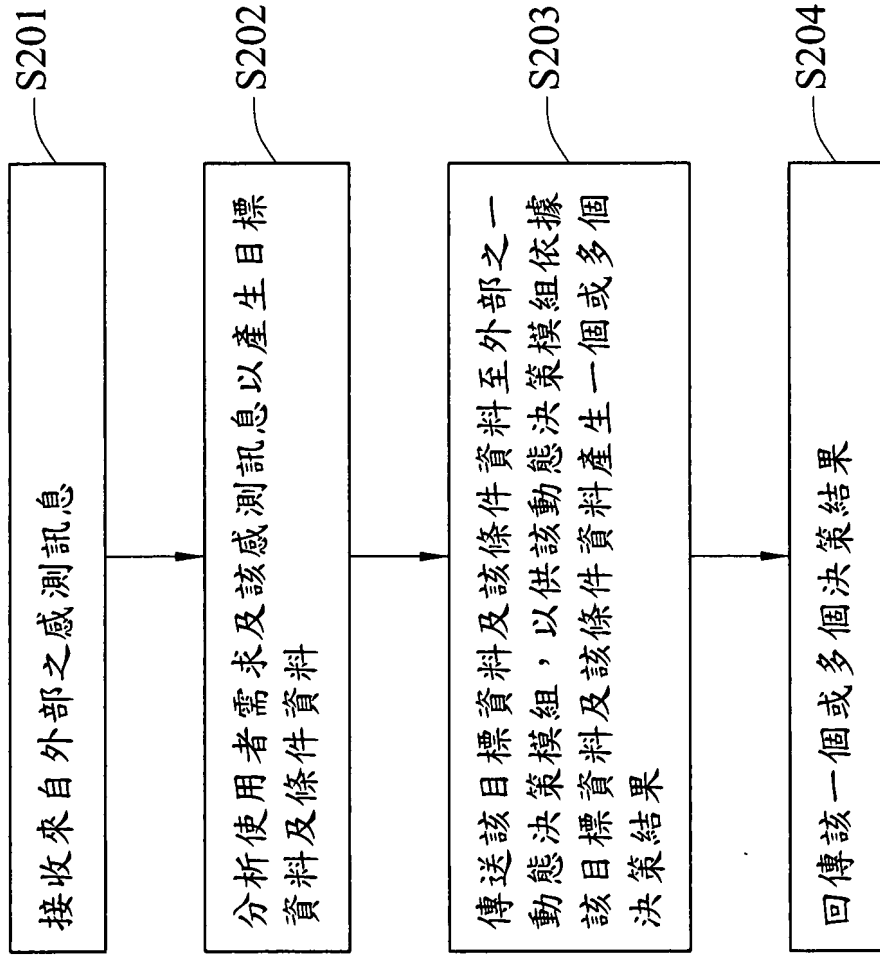 S201
接收來自外部之感測訊息
S202
分析使用者需求及該感測訊息以產生目標
資料及條件資料
S203
傳送該目標資料及該條件資料至外部之一
動態決策模組，以供該動態決策模組依據
該目標資料及該條件資料產生一個或多個
決策結果
S204
回傳該一個或多個決策結果